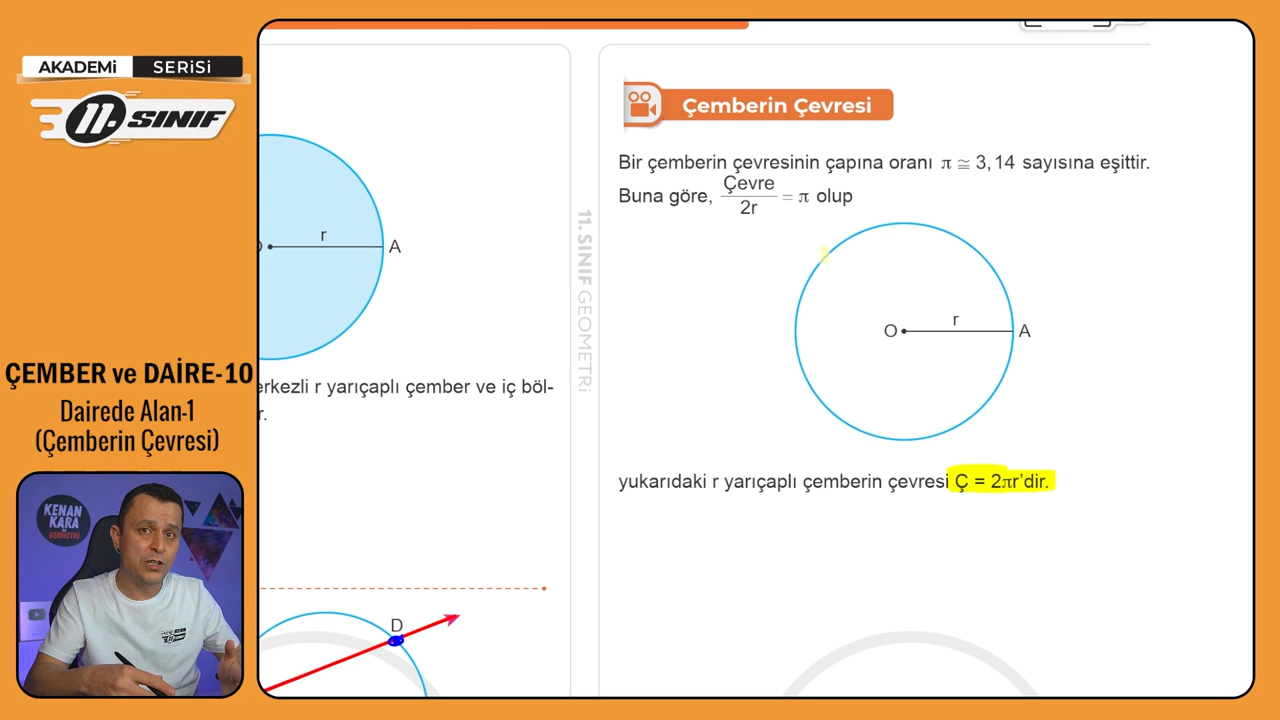 AKADEMİ SERİSİ
11. SINIF
ÇEMBER ve DAİRE-10
Dairede Alan-1
(Çemberin Çevresi)
KENAN
KARA
GEOMETRİ
r
A
merkezli r yarıçaplı çember ve iç böl-
r.
D
11. SINIF GEOMETRİ
Çemberin Çevresi
Bir çemberin çevresinin çapına oranı π ≅ 3,14 sayısına eşittir.
Buna göre, Çevre/2r = π olup
O r A
yukarıdaki r yarıçaplı çemberin çevresi Ç = 2πr'dir.